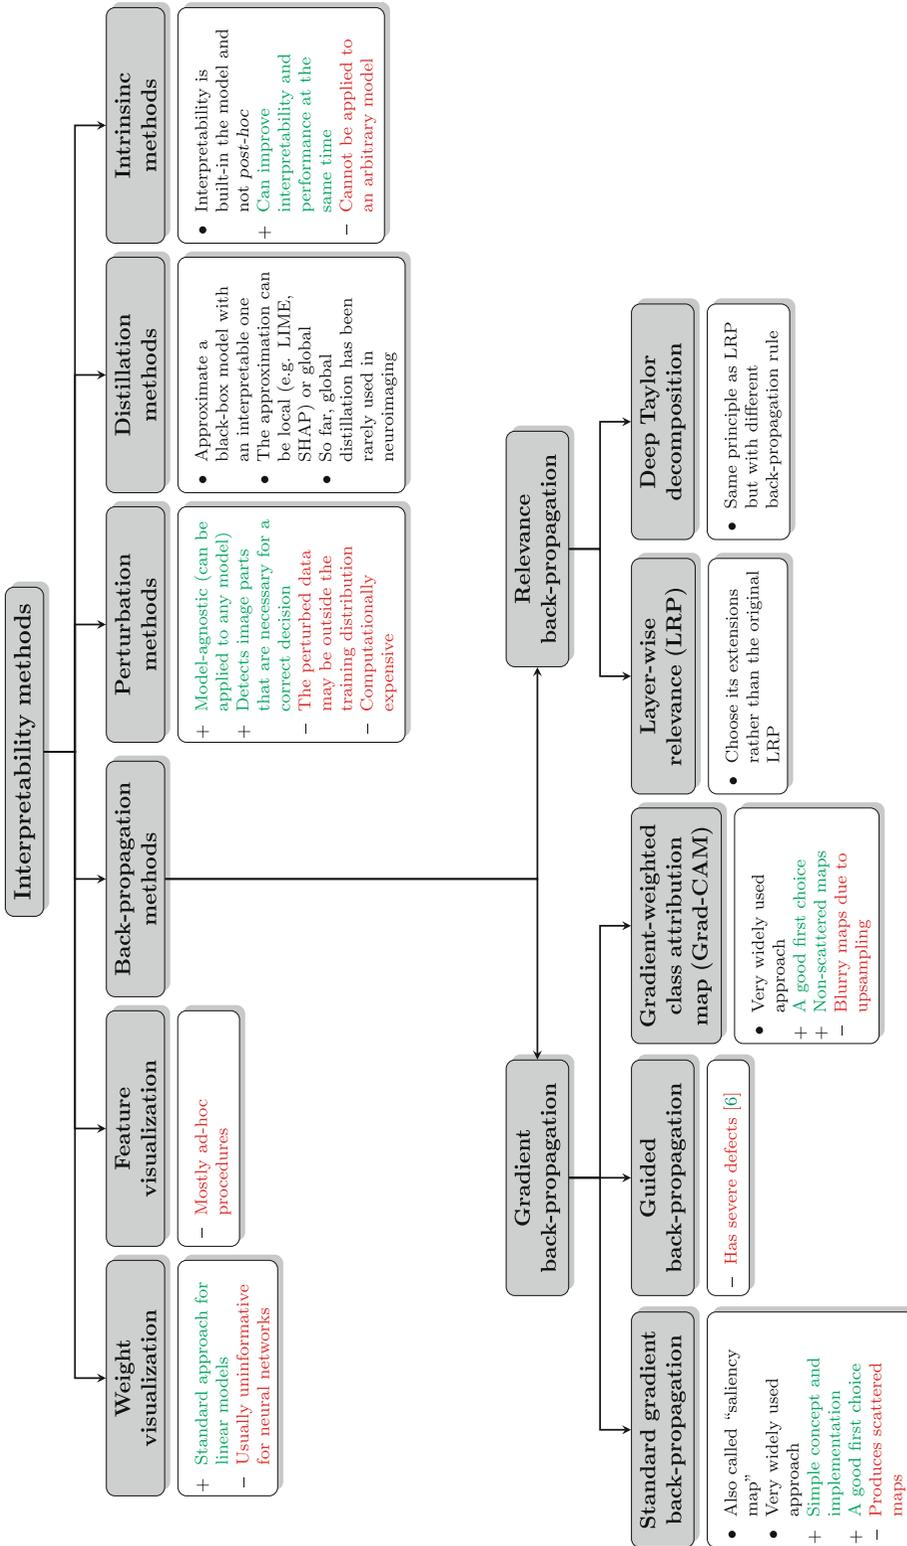 Interpretability methods
Weight
visualization
+ Standard approach for
linear models
− Usually uninformative
for neural networks
Feature
visualization
− Mostly ad-hoc
procedures
Back-propagation
methods
Perturbation
methods
+ Model-agnostic (can be
applied to any model)
+ Detects image parts
that are necessary for a
correct decision
− The perturbed data
may be outside the
training distribution
− Computationally
expensive
Distillation
methods
• Approximate a
black-box model with
an interpretable one
• The approximation can
be local (e.g. LIME,
SHAP) or global
• So far, global
distillation has been
rarely used in
neuroimaging
Intrinsinc
methods
• Interpretability is
built-in the model and
not post-hoc
+ Can improve
interpretability and
performance at the
same time
− Cannot be applied to
an arbitrary model
Gradient
back-propagation
Relevance
back-propagation
Standard gradient
back-propagation
• Also called “saliency
map”
• Very widely used
approach
+ Simple concept and
implementation
+ A good first choice
− Produces scattered
maps
Guided
back-propagation
− Has severe defects [6]
Gradient-weighted
class attribution
map (Grad-CAM)
• Very widely used
approach
+ A good first choice
+ Non-scattered maps
− Blurry maps due to
upsampling
Layer-wise
relevance (LRP)
• Choose its extensions
rather than the original
LRP
Deep Taylor
decomposition
• Same principle as LRP
but with different
back-propagation rule